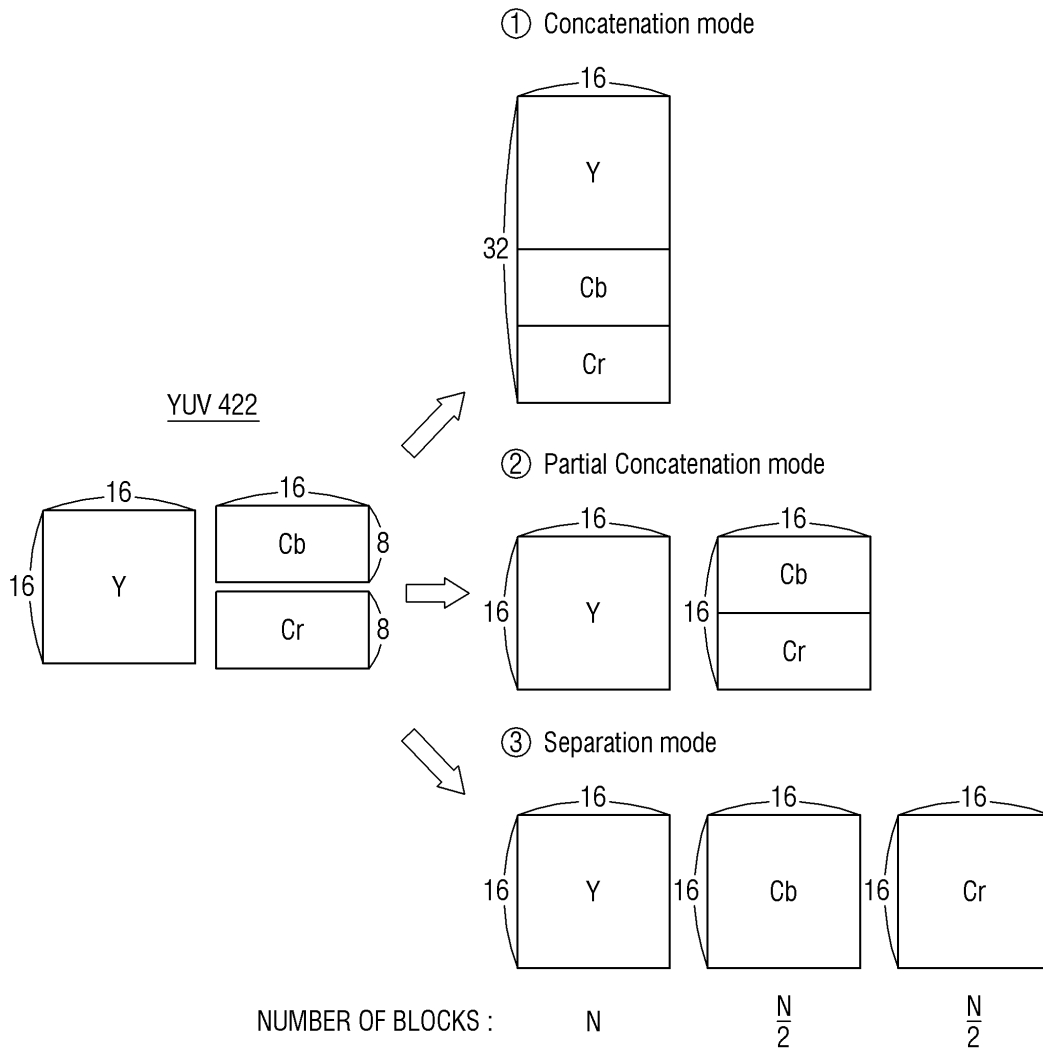 ① Concatenation mode
16
Y
32
Cb
Cr
YUV 422
16
16
Y
16
Cb
8
Cr
8
② Partial Concatenation mode
16
16
Y
16
16
Cb
Cr
③ Separation mode
16
16
16
16
Y
16
Cb
16
Cr
NUMBER OF BLOCKS : N N/2 N/2